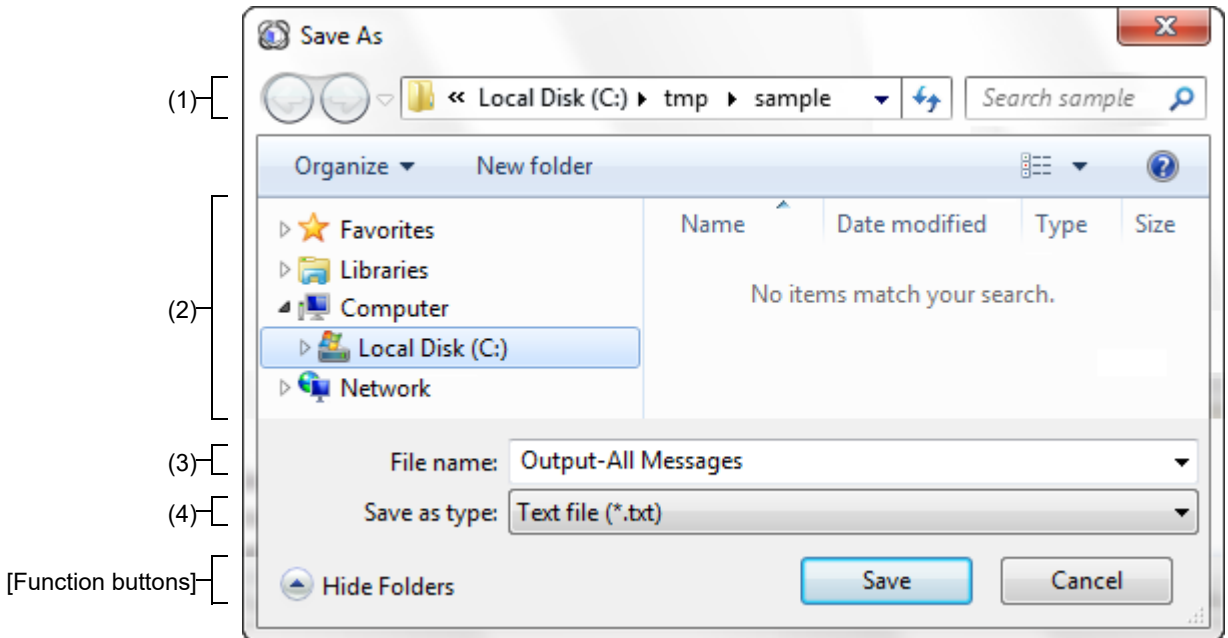 Save As
(1) « Local Disk (C:) tmp sample Search sample
Organize New folder
Name Date modified Type Size
Favorites
No items match your search.
Libraries
(2) Computer
Local Disk (C:)
Network
(3) File name: Output-All Messages
(4) Save as type: Text file (*.txt)
[Function buttons] Hide Folders Save Cancel